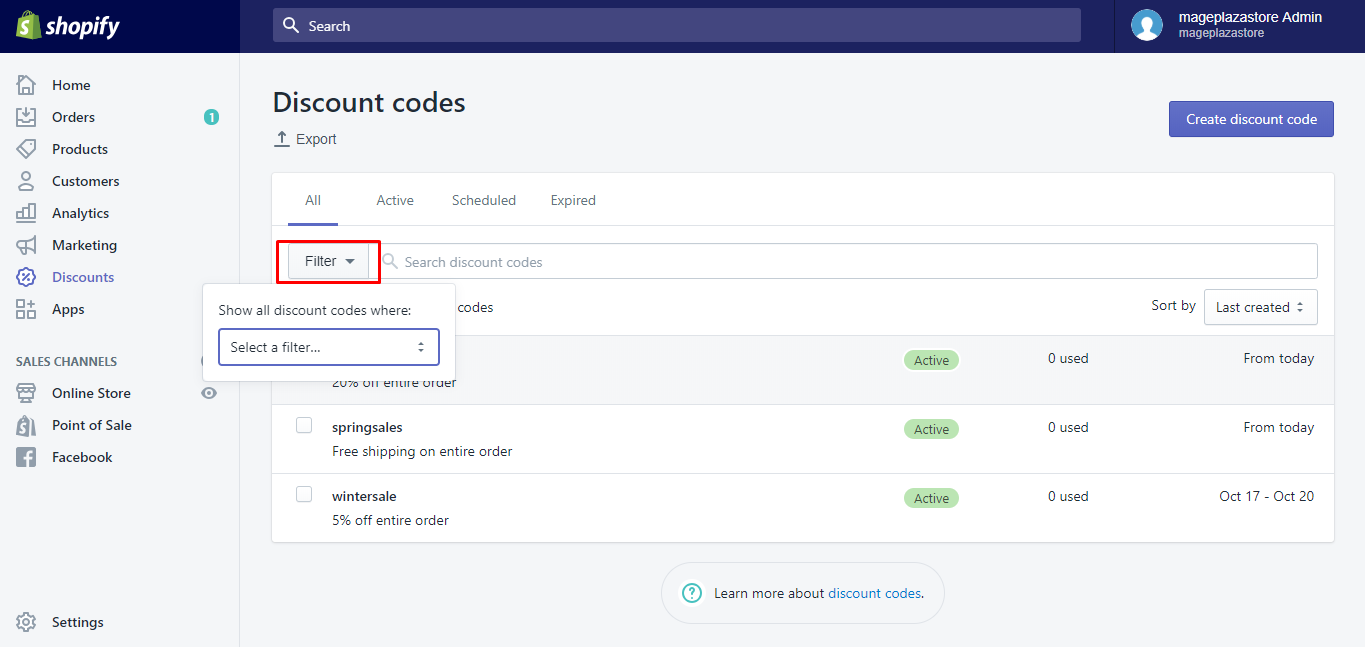 shopify
Search
mageplazastore Admin
mageplazastore
Home
Orders
1
Products
Customers
Analytics
Marketing
Discounts
Apps
SALES CHANNELS
Online Store
Point of Sale
Facebook
Settings
Discount codes
Export
Create discount code
All Active Scheduled Expired
Filter
Search discount codes
Show all discount codes where:
Select a filter...
codes
Sort by Last created
20% off entire order
Active
0 used
From today
springsales
Free shipping on entire order
Active
0 used
From today
wintersale
5% off entire order
Active
0 used
Oct 17 - Oct 20
? Learn more about discount codes.